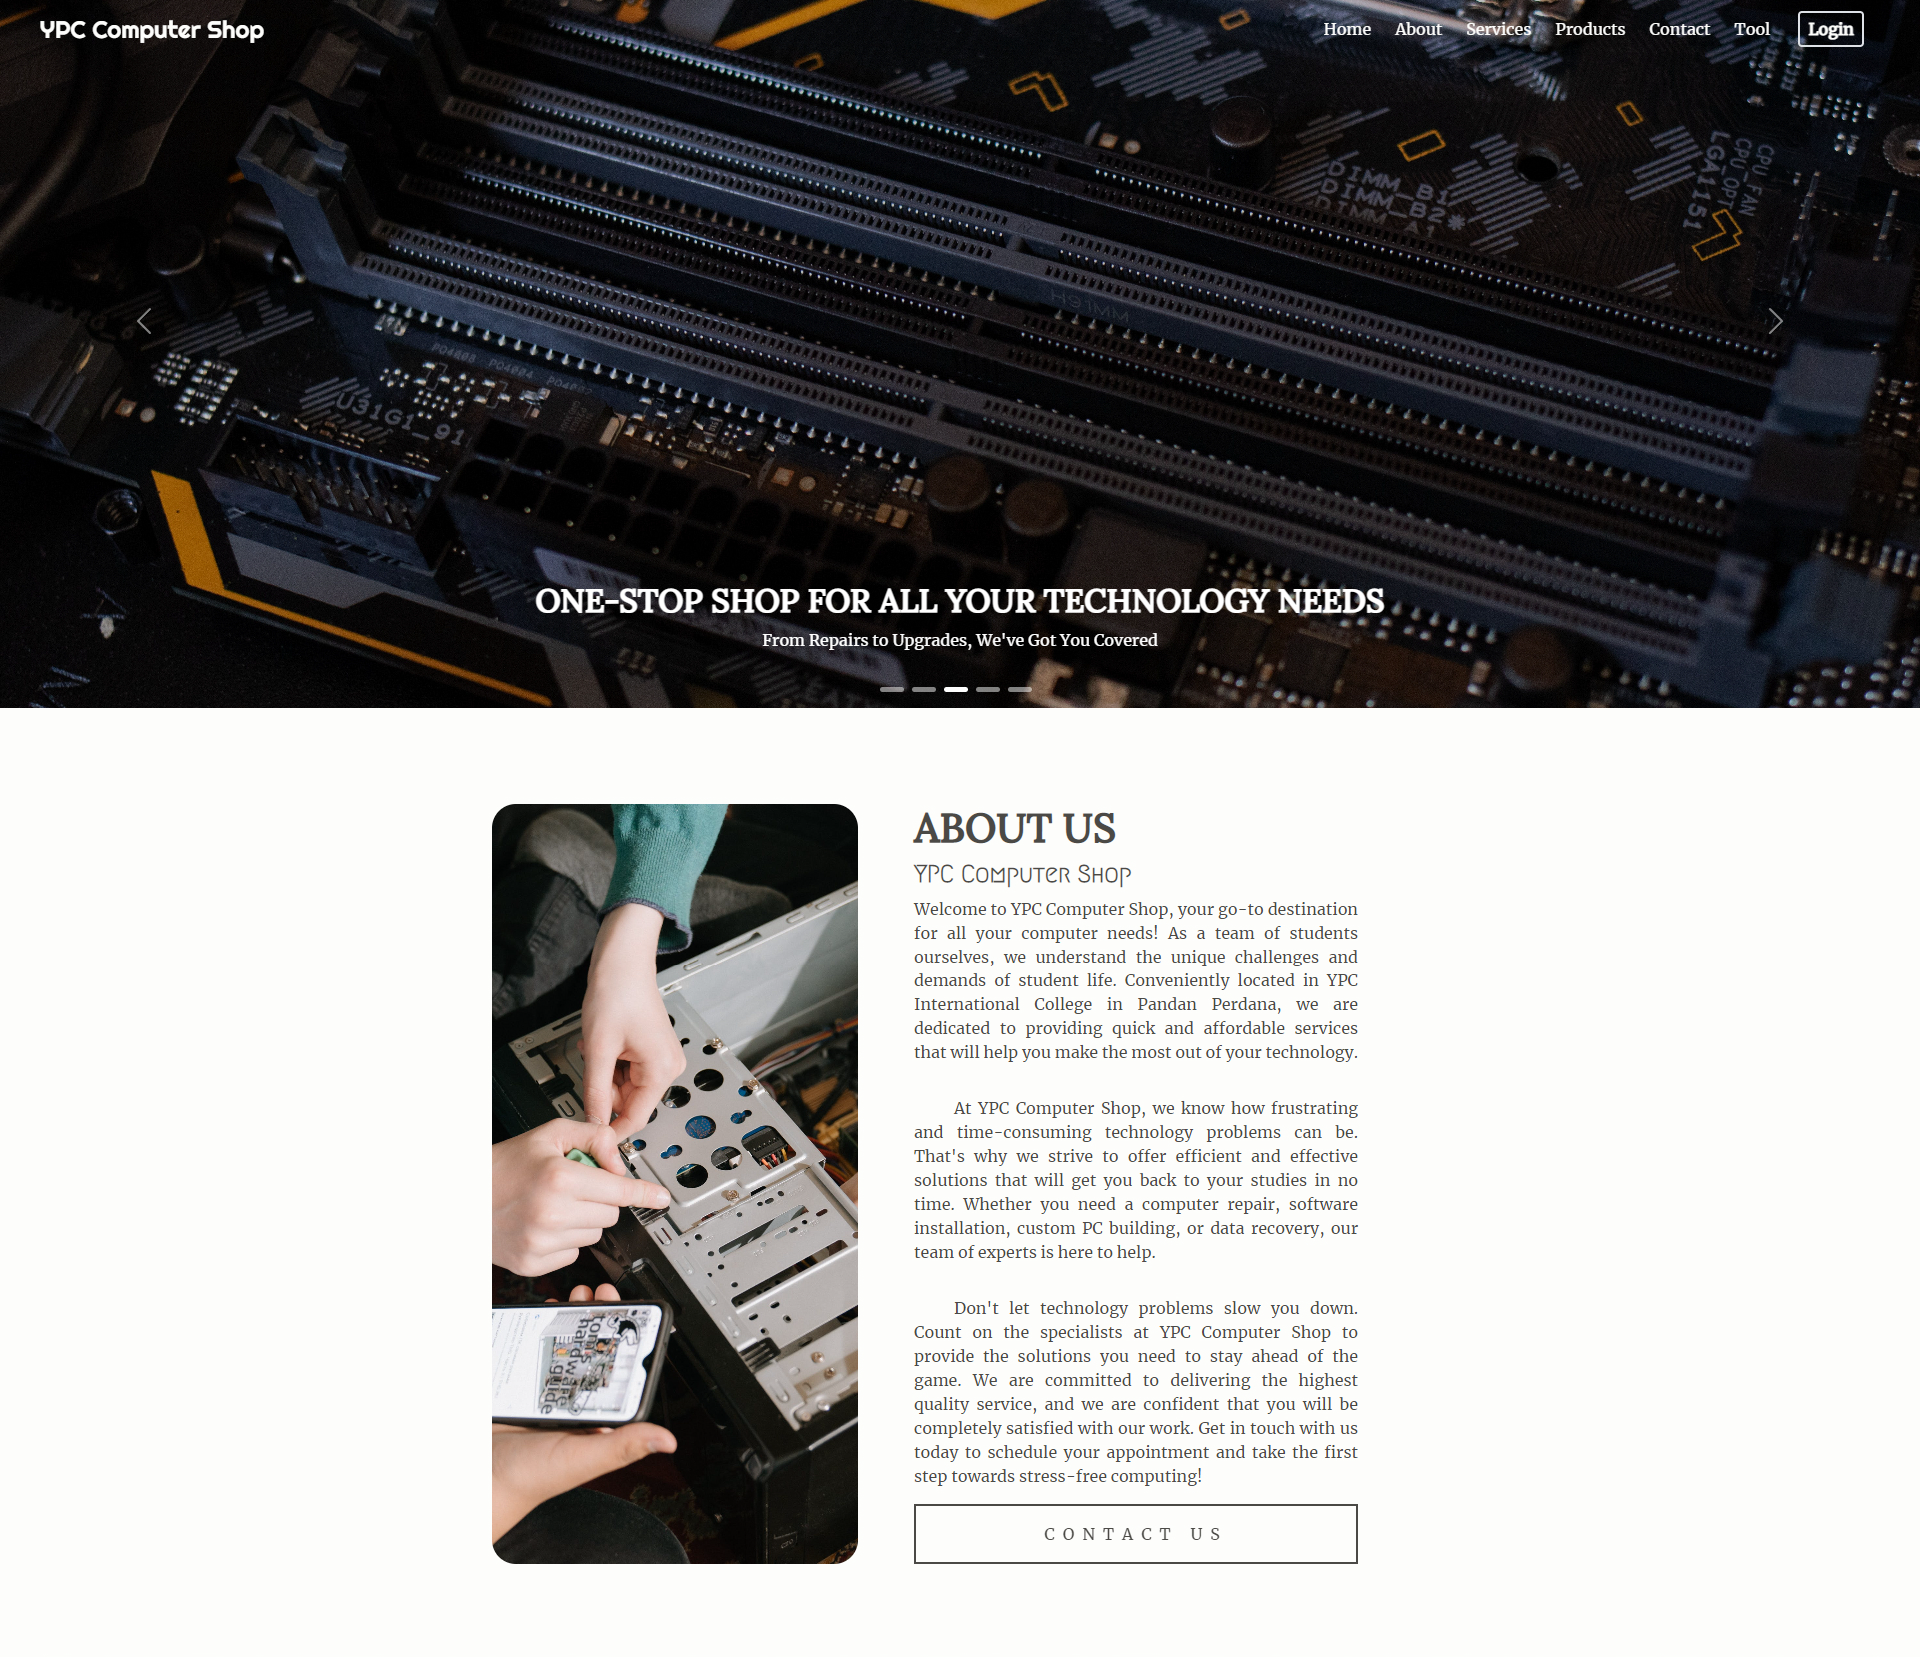 YPC Computer Shop
Home About Services Products Contact Tool Login
CPU_FAN
CPU_OPT
LGA1151
DIMM_B1
DIMM_B2*
DIMM_A1
U31G1_91
ONE-STOP SHOP FOR ALL YOUR TECHNOLOGY NEEDS
From Repairs to Upgrades, We've Got You Covered
ABOUT US
YPC Computer Shop
Welcome to YPC Computer Shop, your go-to destination
for all your computer needs! As a team of students
ourselves, we understand the unique challenges and
demands of student life. Conveniently located in YPC
International College in Pandan Perdana, we are
dedicated to providing quick and affordable services
that will help you make the most out of your technology.
At YPC Computer Shop, we know how frustrating
and time-consuming technology problems can be.
That's why we strive to offer efficient and effective
solutions that will get you back to your studies in no
time. Whether you need a computer repair, software
installation, custom PC building, or data recovery, our
team of experts is here to help.
Don't let technology problems slow you down.
Count on the specialists at YPC Computer Shop to
provide the solutions you need to stay ahead of the
game. We are committed to delivering the highest
quality service, and we are confident that you will be
completely satisfied with our work. Get in touch with us
today to schedule your appointment and take the first
step towards stress-free computing!
CONTACT US
tom's
hardware
guide